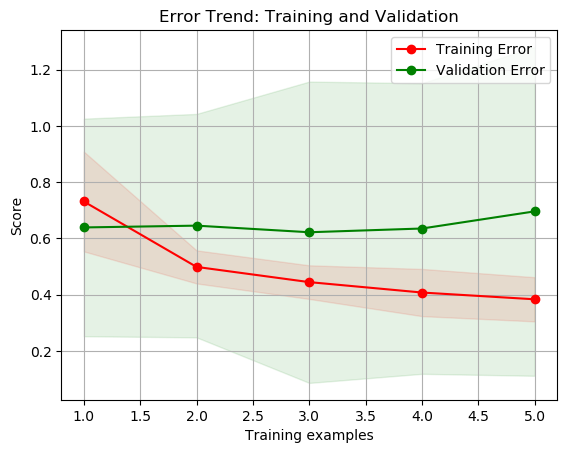 Error Trend: Training and Validation
Training Error
Validation Error
Score
1.2
1.0
0.8
0.6
0.4
0.2
1.0 1.5 2.0 2.5 3.0 3.5 4.0 4.5 5.0
Training examples